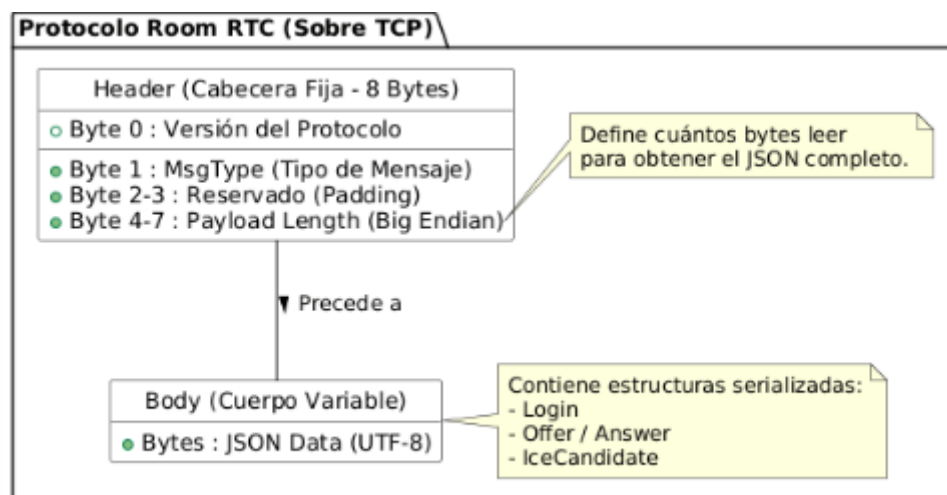 Protocolo Room RTC (Sobre TCP)
Header (Cabecera Fija - 8 Bytes)
Byte 0 : Versión del Protocolo
Byte 1 : MsgType (Tipo de Mensaje)
Byte 2-3 : Reservado (Padding)
Byte 4-7 : Payload Length (Big Endian)
Define cuántos bytes leer
para obtener el JSON completo.
Precede a
Body (Cuerpo Variable)
Bytes : JSON Data (UTF-8)
Contiene estructuras serializadas:
- Login
- Offer / Answer
- IceCandidate